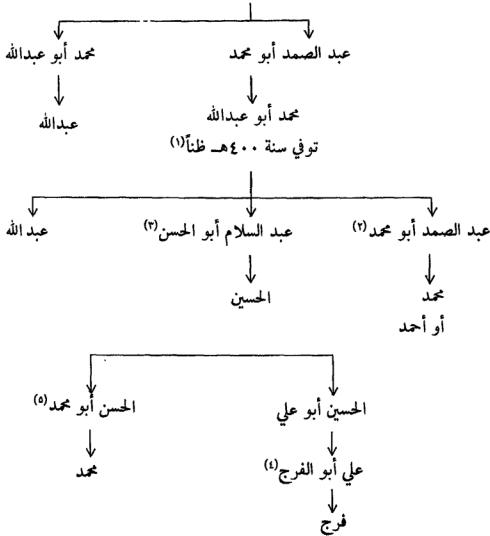 عبد الصمد أبو محمد
محمد أبو عبدالله
محمد أبو عبدالله
توفي سنة ٤٠٠هـ ظناً (١)
عبدالله
عبد الصمد أبو محمد (٢)
عبد السلام أبو الحسن (٣)
عبد الله
محمد
أو أحمد
الحسين
الحسين أبو علي
الحسن أبو محمد (٥)
علي أبو الفرج (٤)
محمد
فرج